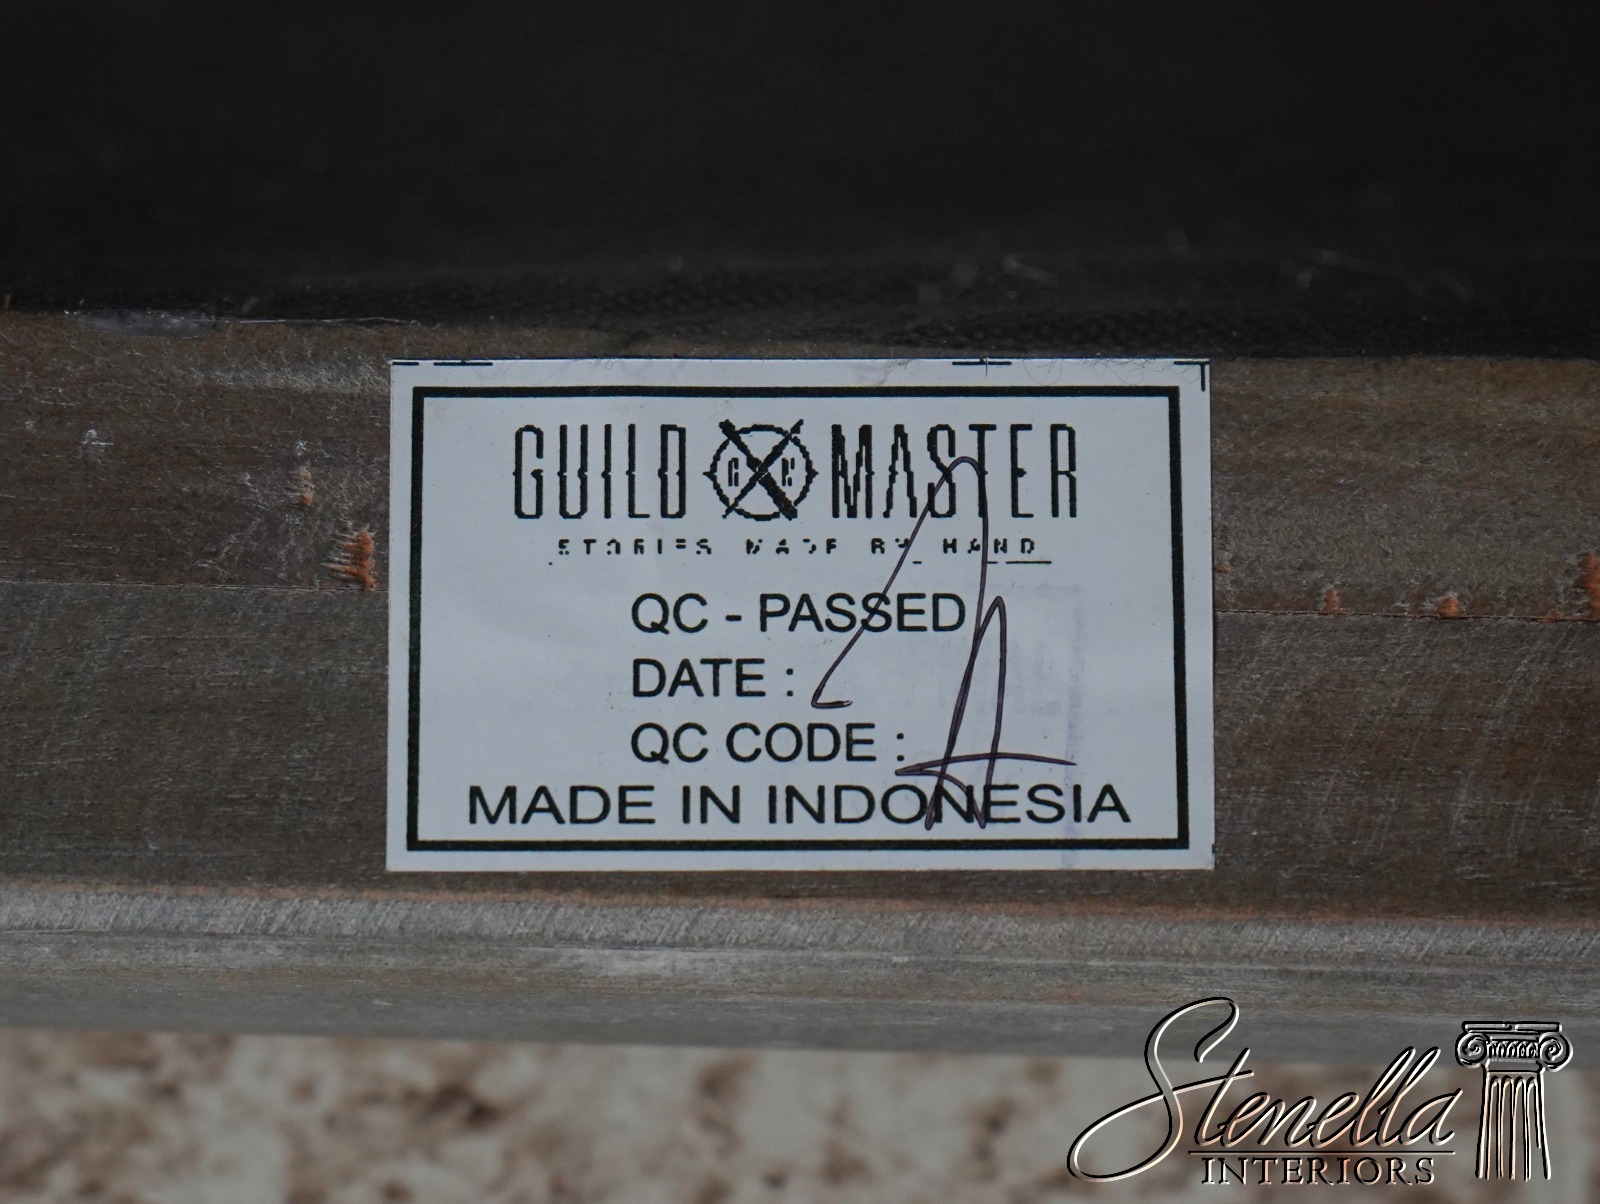 GUILD MASTER
STORIES MADE BY HAND
QC - PASSED
DATE :
QC CODE :
MADE IN INDONESIA
Stenella
INTERIORS